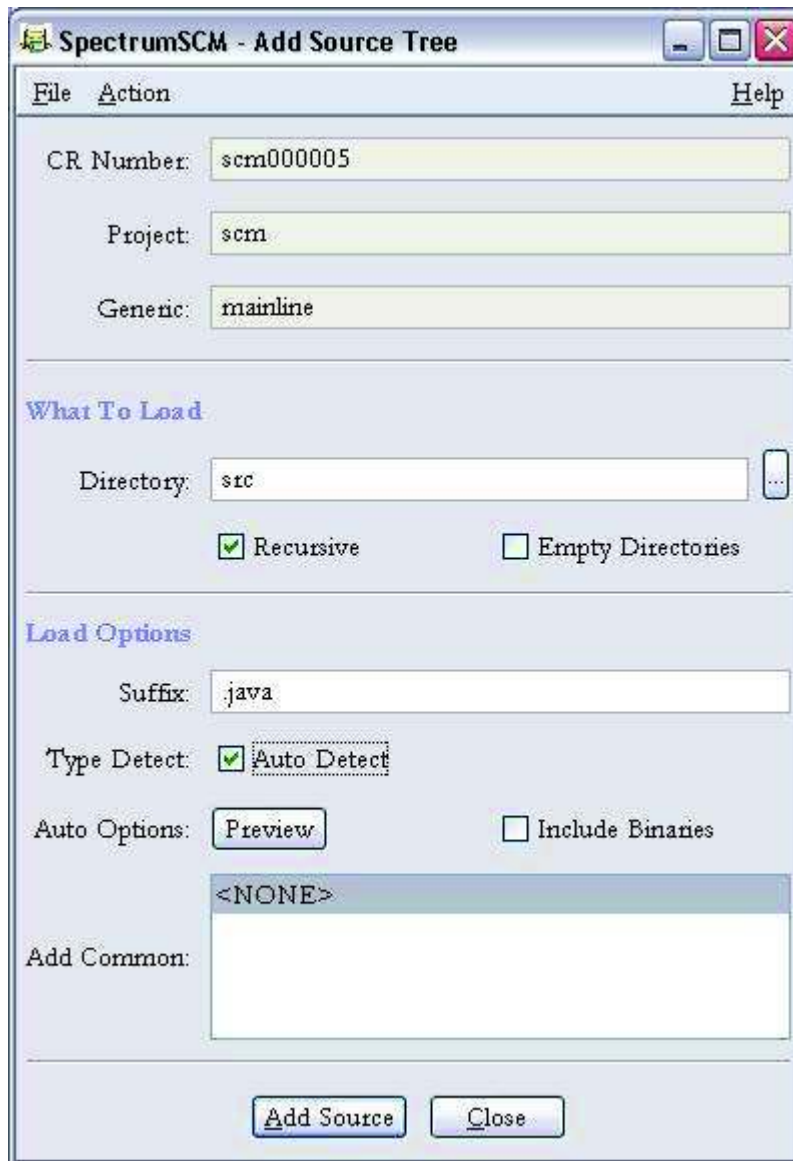 SpectrumSCM - Add Source Tree
File Action Help
CR Number: scm000005
Project: scm
Generic: mainline
What To Load
Directory: src ...
Recursive Empty Directories
Load Options
Suffix: .java
Type Detect: Auto Detect
Auto Options: Preview Include Binaries
<NONE>
Add Common:
Add Source Close